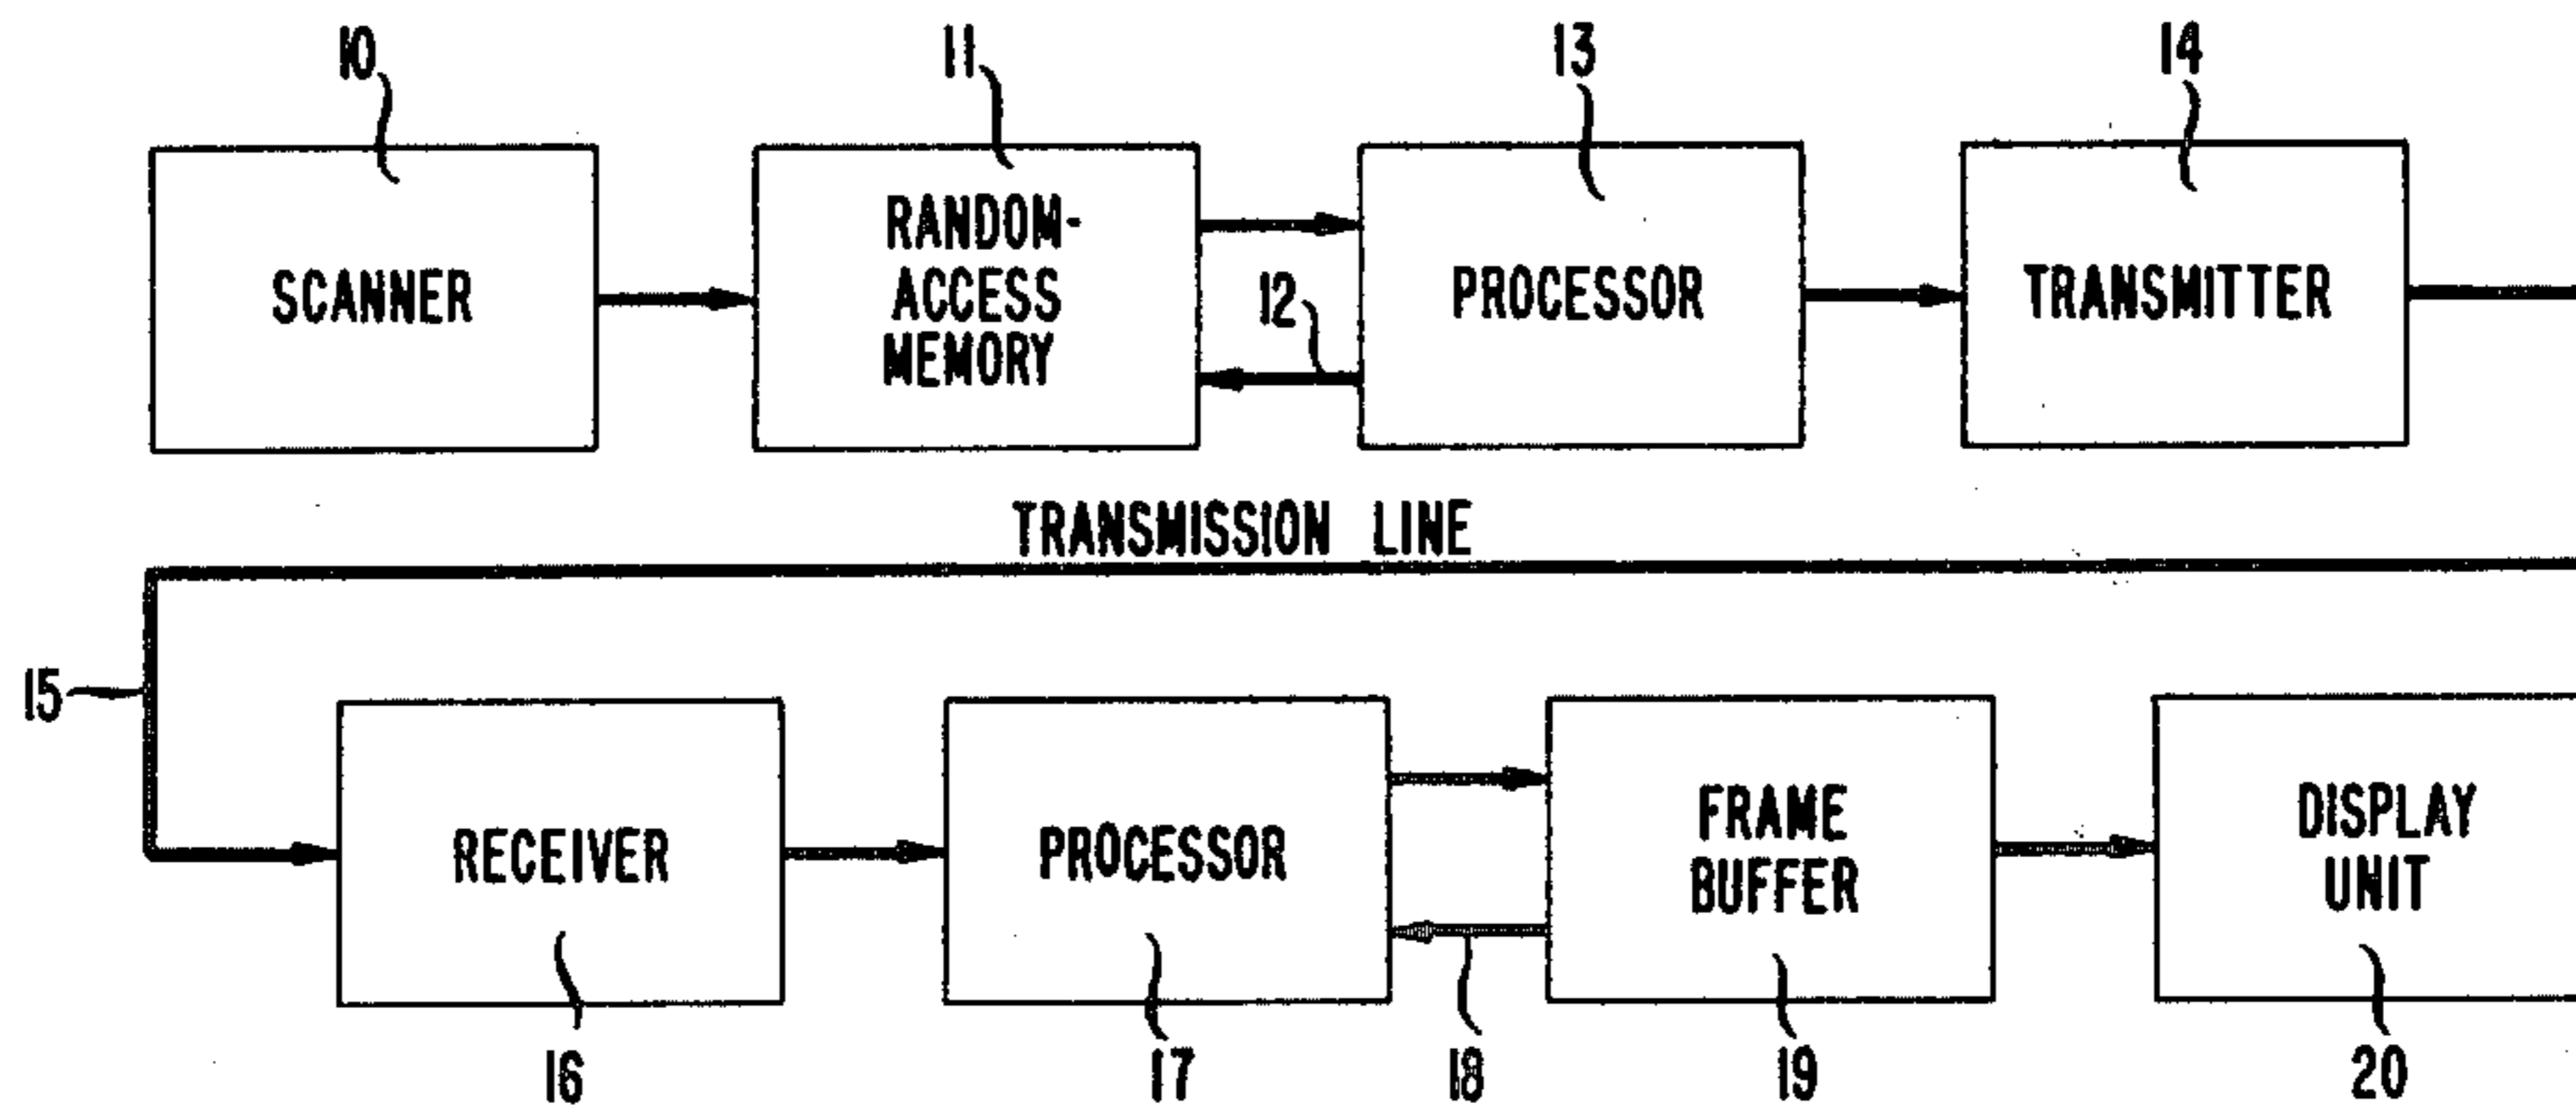 10
11
13
14
SCANNER
RANDOM-
ACCESS
MEMORY
12
PROCESSOR
TRANSMITTER
TRANSMISSION LINE
15
RECEIVER
PROCESSOR
FRAME
BUFFER
DISPLAY
UNIT
16
17
18
19
20